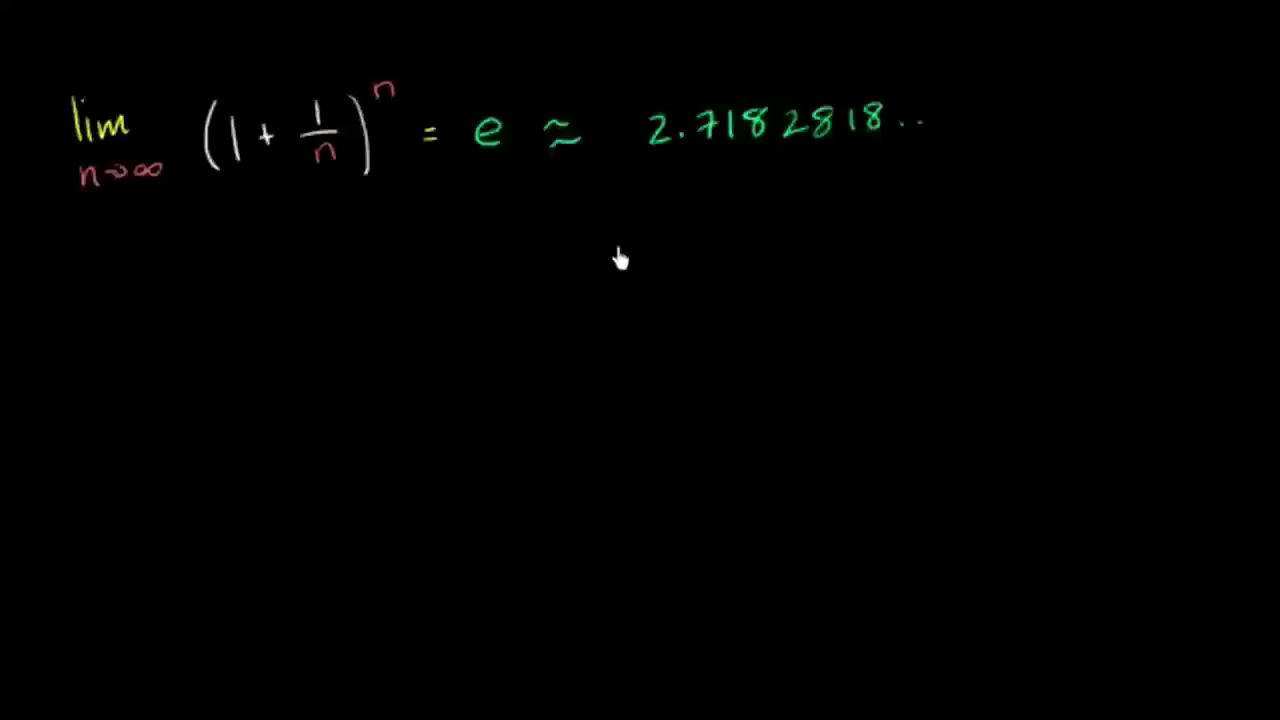 lim n→∞ (1 + 1/n)^n = e ≈ 2.7182818..